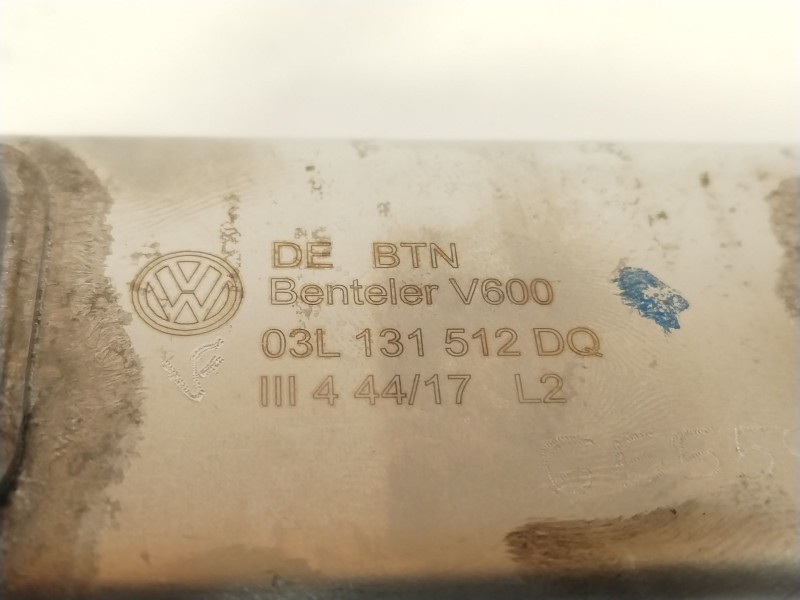 DE BTN
Benteler V600
03L 131 512 DQ
III 4 44/17 L2